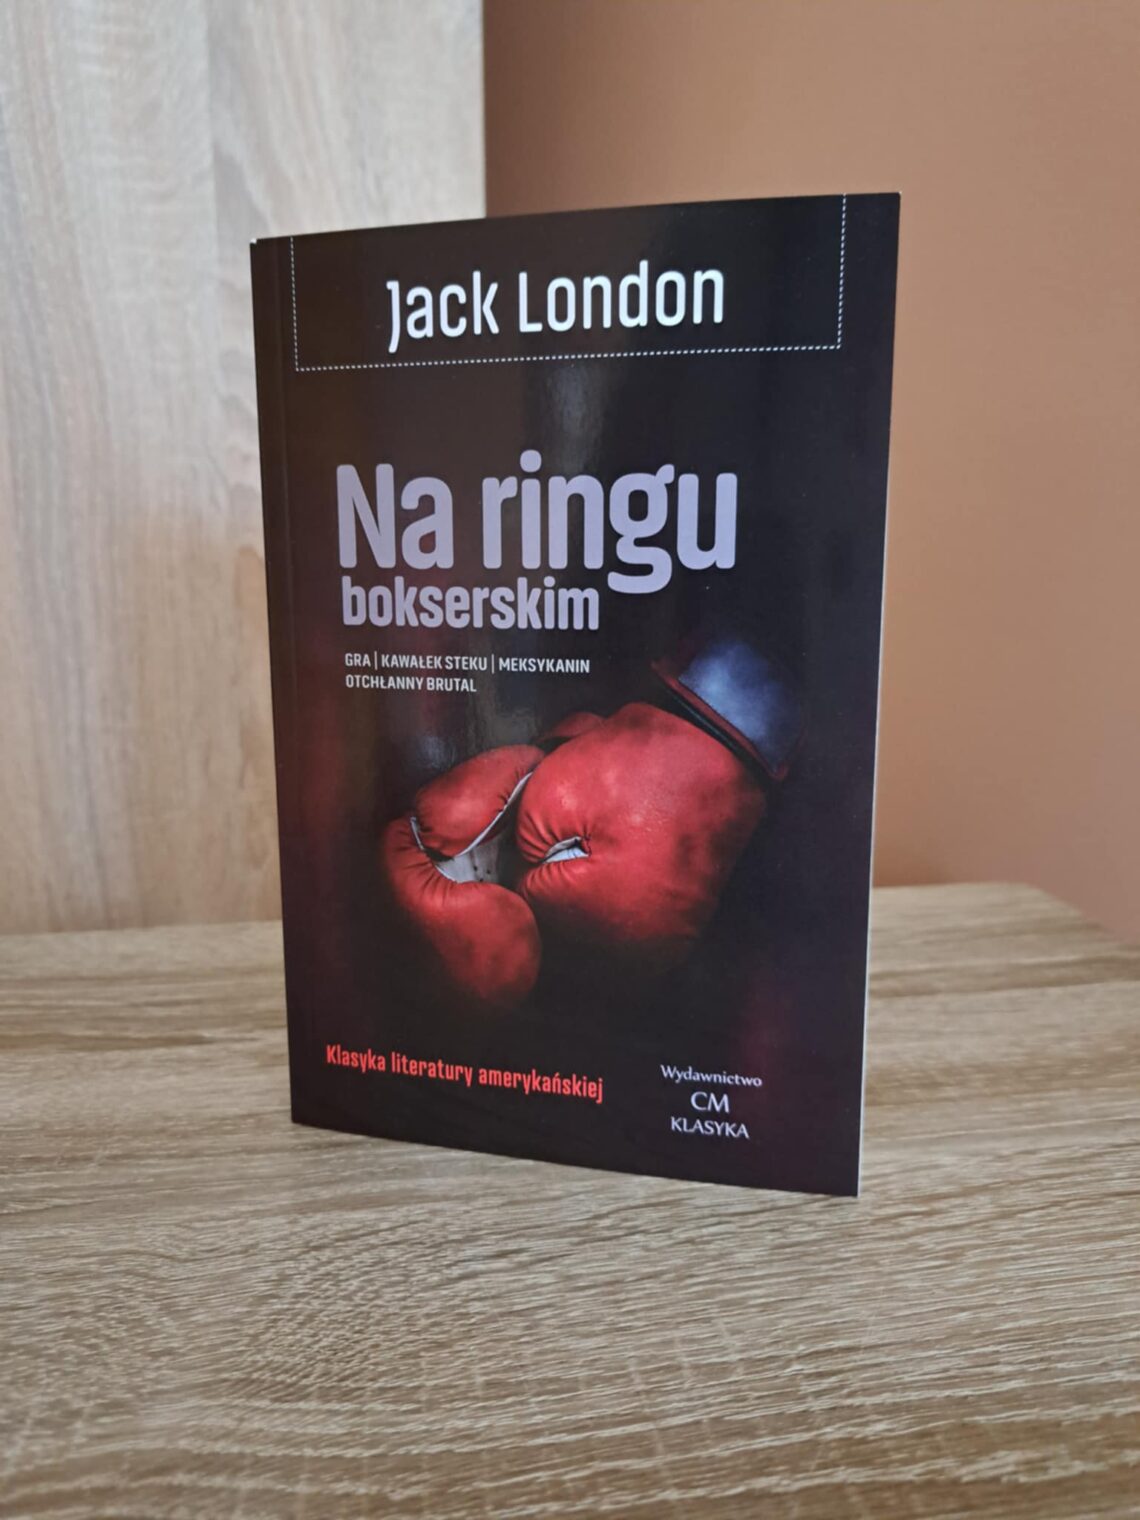 Jack London
Na ringu
bokserskim
GRA | KAWAŁEK STEKU | MEKSYKANIN
OTCHŁANNY BRUTAL
Klasyka literatury amerykańskiej
Wydawnictwo
CM
KLASYKA